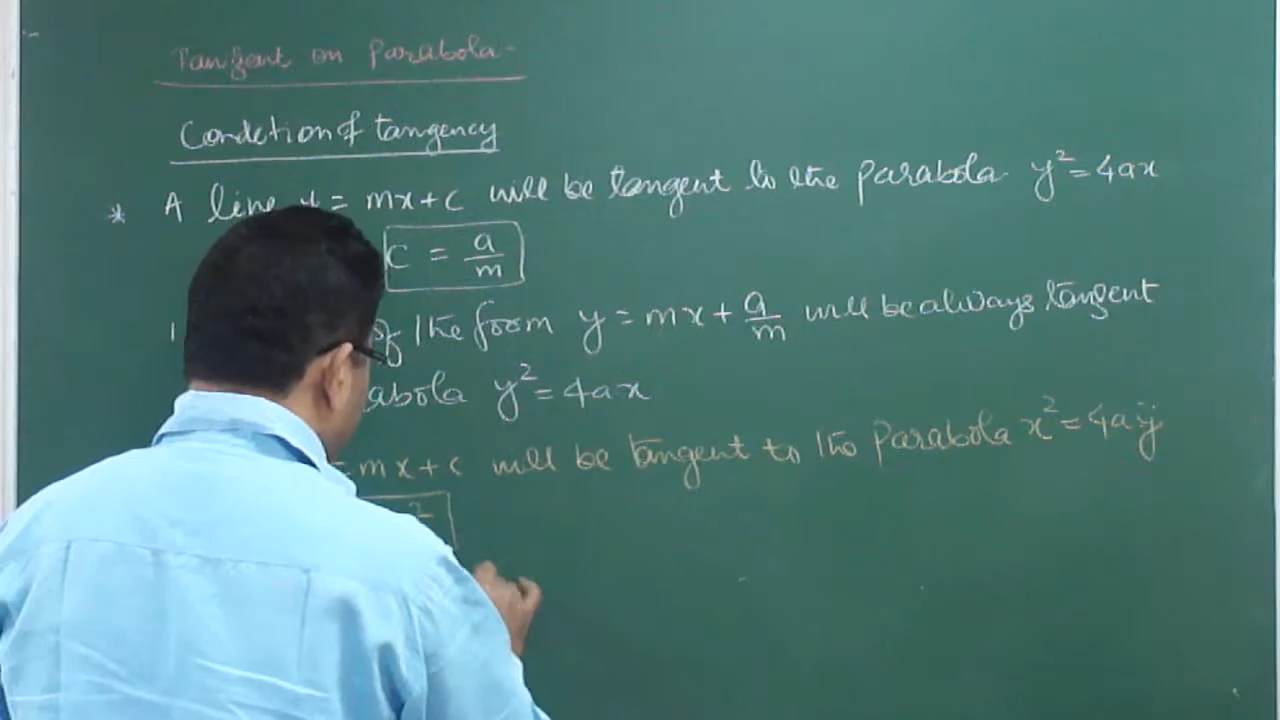 Tangent on Parabola
Condition of tangency
* A line y = mx+c will be tangent to the parabola y² = 4ax
c = a/m
of the form y = mx + a/m will be always tangent
abola y² = 4ax
= mx+c will be tangent to the parabola x² = 4ay
2